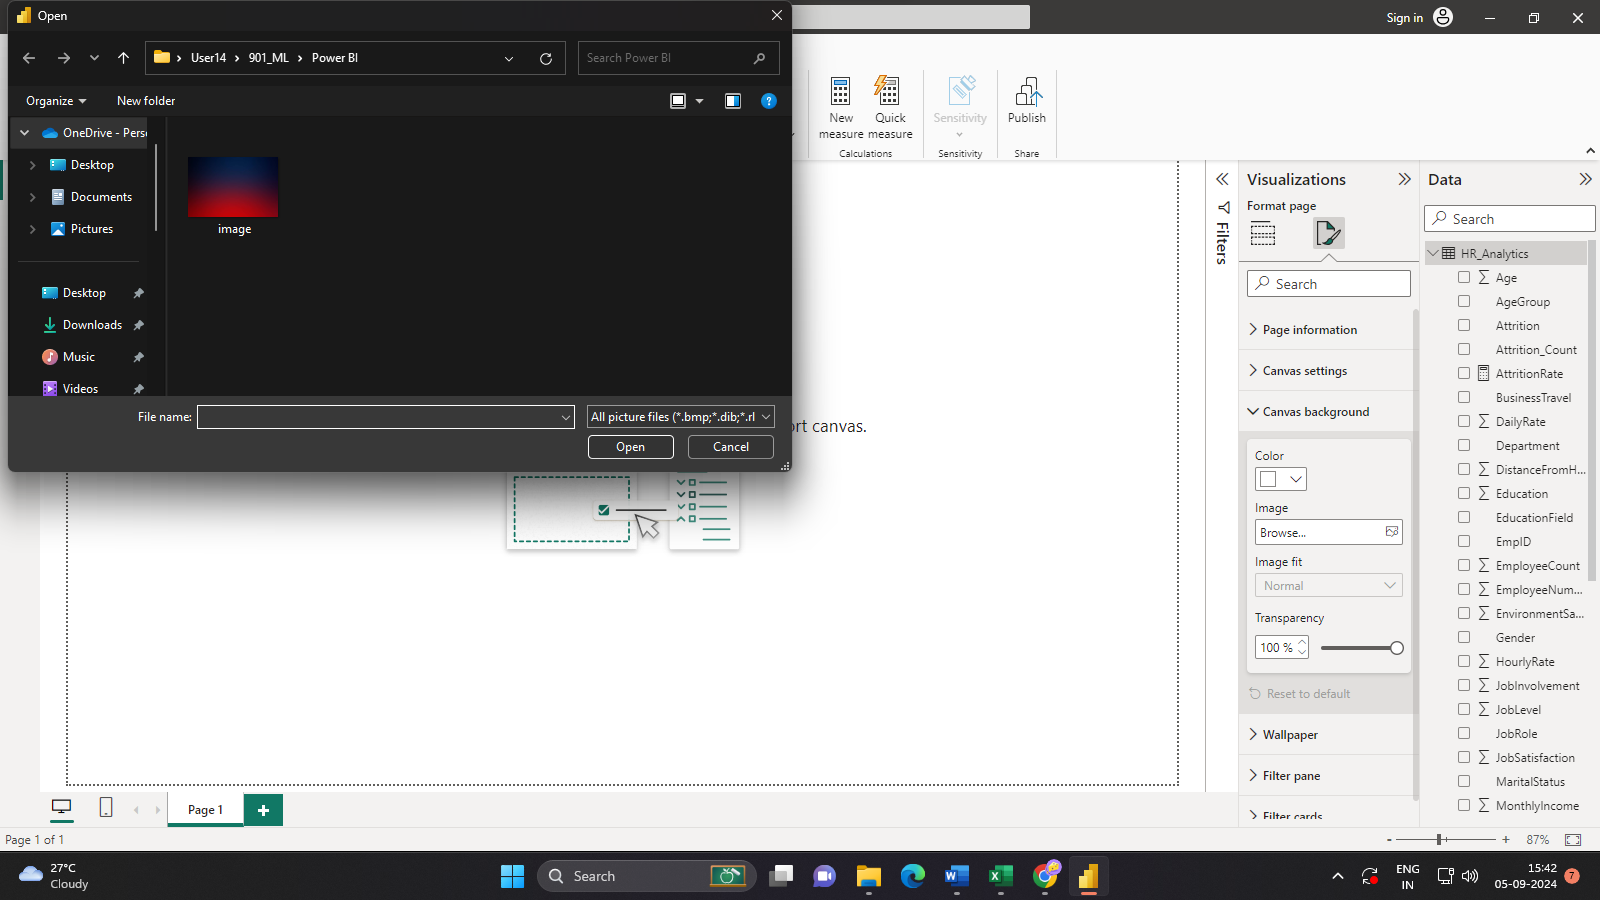 Open
Sign in
User14 > 901_ML > Power BI
Search Power BI
Organize
New folder
OneDrive - Pers
Desktop
Documents
Pictures
Desktop
Downloads
Music
Videos
image
File name:
All picture files (*.bmp;*.dib;*.rl
Open
Cancel
New measure
Quick measure
Calculations
Sensitivity
Sensitivity
Publish
Share
ort canvas.
Filters
Visualizations
Format page
Search
Page information
Canvas settings
Canvas background
Color
Image
Browse...
Image fit
Normal
Transparency
100 %
Reset to default
Wallpaper
Filter pane
Filter cards
Data
Search
HR_Analytics
Age
AgeGroup
Attrition
Attrition_Count
AttritionRate
BusinessTravel
DailyRate
Department
DistanceFromH...
Education
EducationField
EmpID
EmployeeCount
EmployeeNum...
EnvironmentSa...
Gender
HourlyRate
JobInvolvement
JobLevel
JobRole
JobSatisfaction
MaritalStatus
MonthlyIncome
Page 1
Page 1 of 1
- + 87%
27°C
Cloudy
Search
ENG
IN
15:42
05-09-2024
7